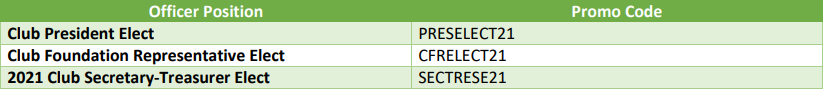 Officer Position Promo Code
Club President Elect PRESELECT21
Club Foundation Representative Elect CFRELECT21
2021 Club Secretary-Treasurer Elect SECTRESE21